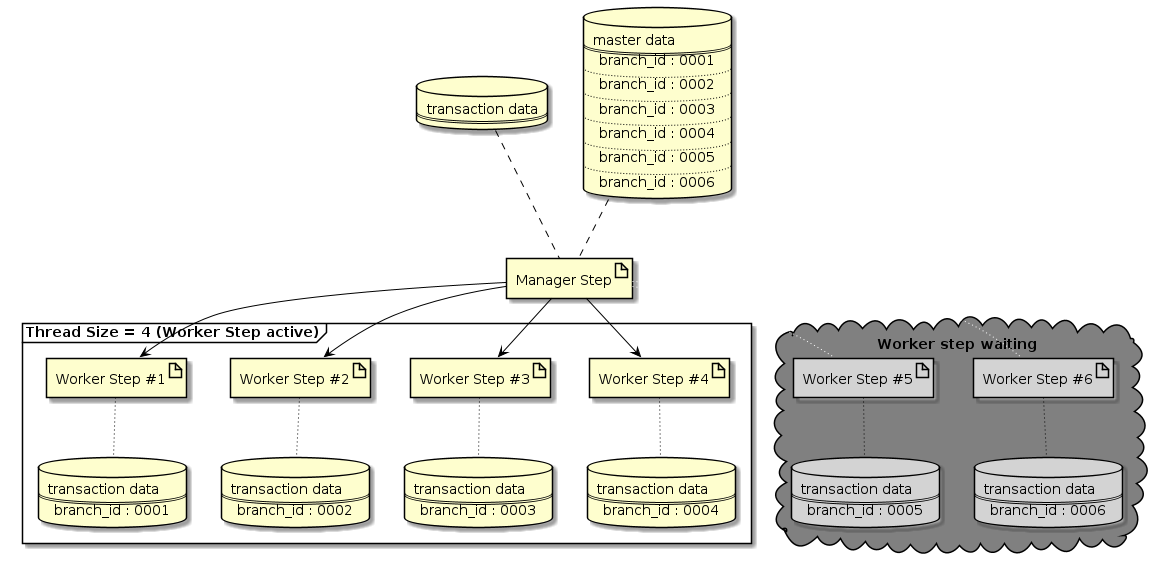 master data
branch_id : 0001
branch_id : 0002
branch_id : 0003
branch_id : 0004
branch_id : 0005
branch_id : 0006
transaction data
Manager Step
Thread Size = 4 (Worker Step active)
Worker step waiting
Worker Step #1
Worker Step #2
Worker Step #3
Worker Step #4
Worker Step #5
Worker Step #6
transaction data
branch_id : 0001
transaction data
branch_id : 0002
transaction data
branch_id : 0003
transaction data
branch_id : 0004
transaction data
branch_id : 0005
transaction data
branch_id : 0006